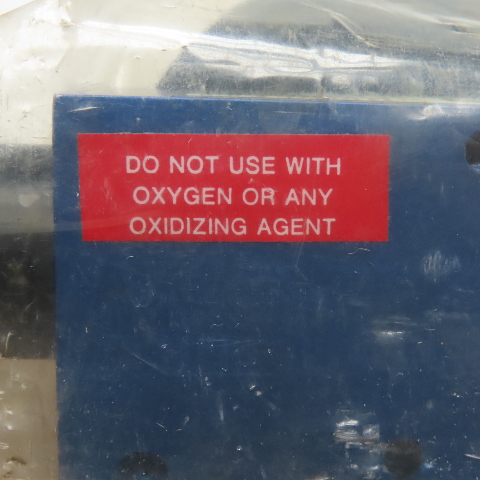 DO NOT USE WITH
OXYGEN OR ANY
OXIDIZING AGENT